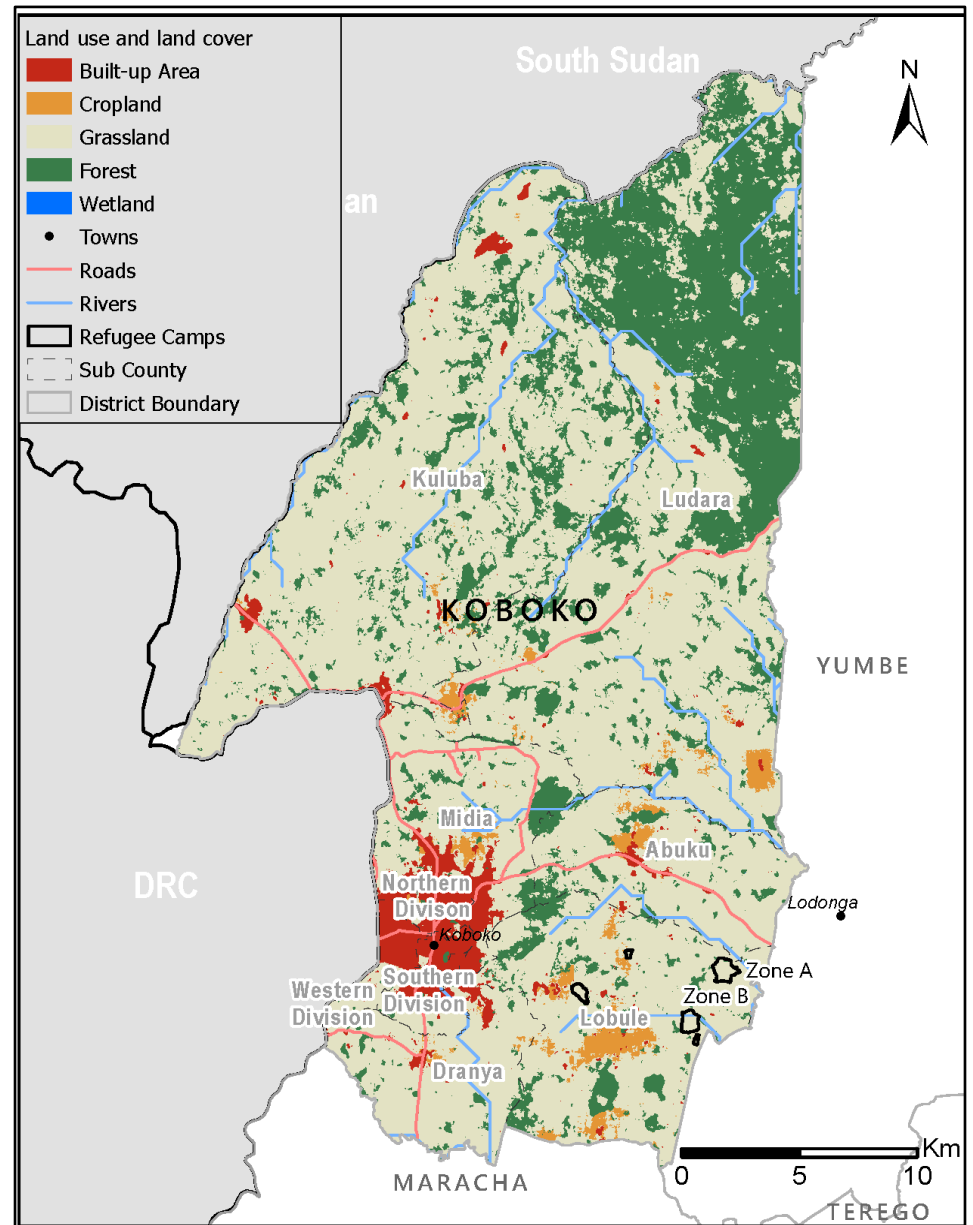 Land use and land cover
Built-up Area
Cropland
Grassland
Forest
Wetland
Towns
Roads
Rivers
Refugee Camps
Sub County
District Boundary
South Sudan
an
N
Kuluba
Ludara
KOBOKO
YUMBE
Midia
Abuku
DRC
Northern
Divison
Lodonga
Koboko
Zone A
Western
Division
Southern
Division
Zone B
Lobule
Dranya
Km
0 5 10
MARACHA
TEREGO